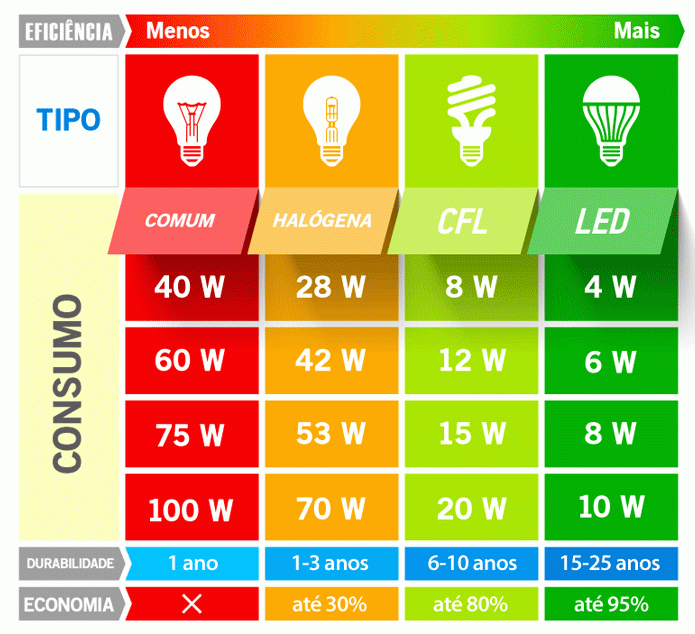 EFICIÊNCIA Menos Mais
TIPO
COMUM HALÓGENA CFL LED
CONSUMO
40 W 28 W 8 W 4 W
60 W 42 W 12 W 6 W
75 W 53 W 15 W 8 W
100 W 70 W 20 W 10 W
DURABILIDADE 1 ano 1-3 anos 6-10 anos 15-25 anos
ECONOMIA até 30% até 80% até 95%